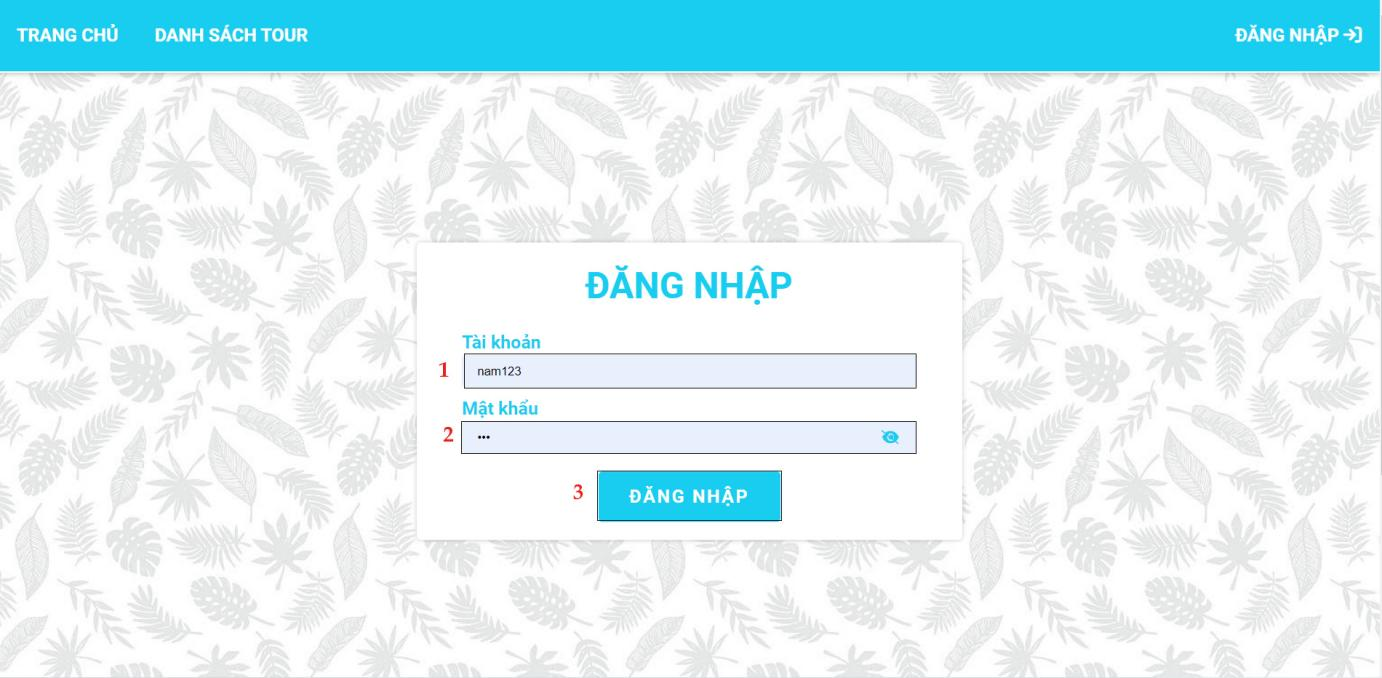 TRANG CHỦ DANH SÁCH TOUR ĐĂNG NHẬP
ĐĂNG NHẬP
Tài khoản
1 nam123
Mật khẩu
2 •••
3 ĐĂNG NHẬP